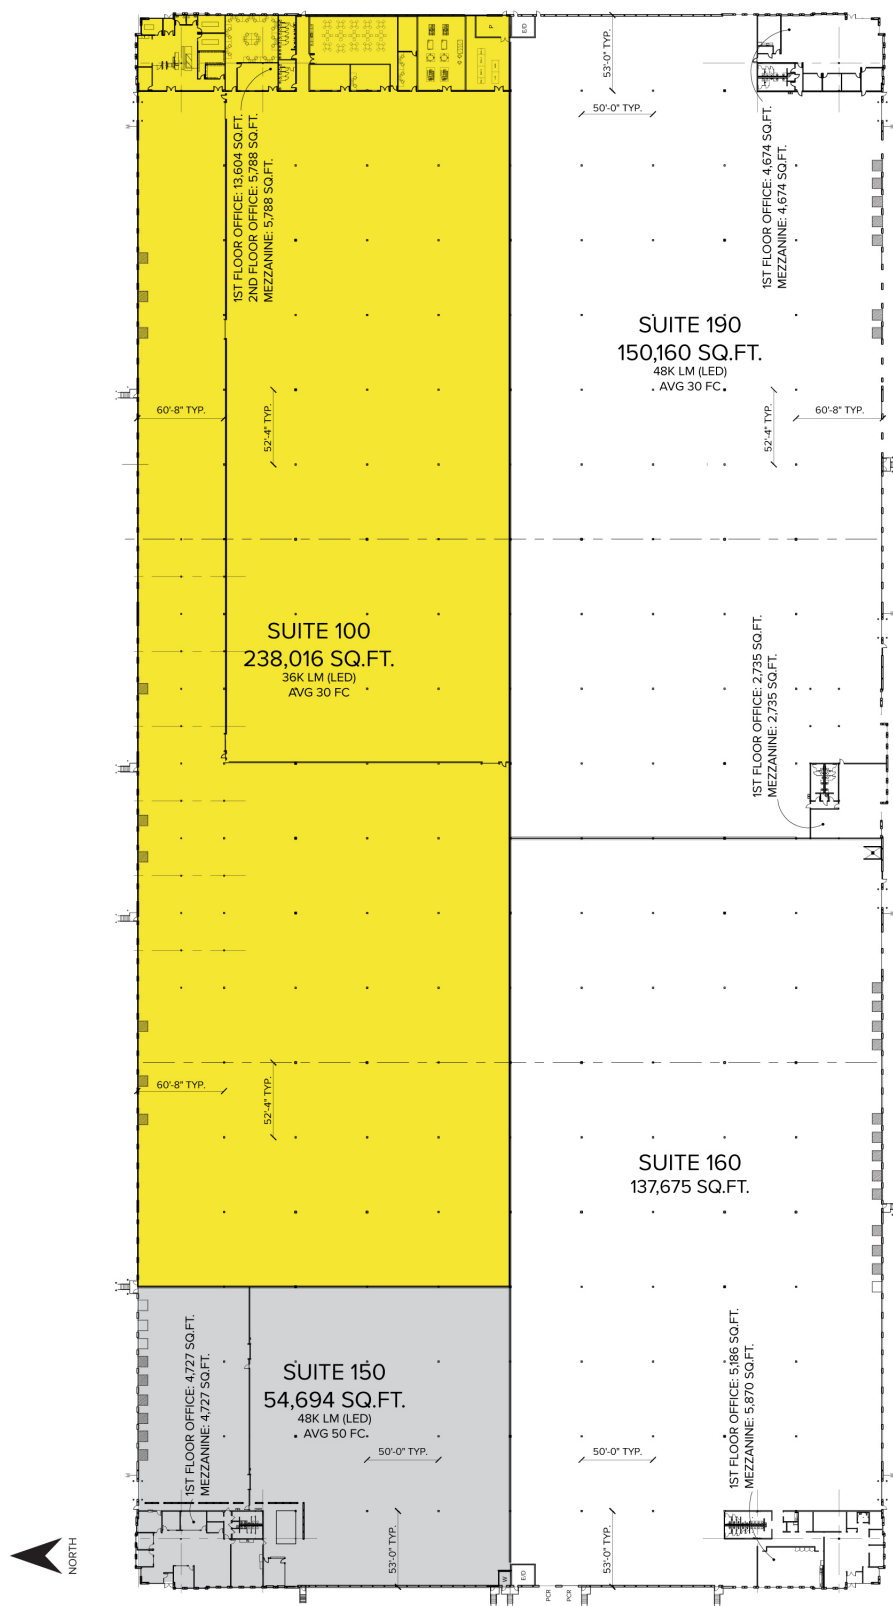 P
E/D
53'-0" TYP.
50'-0" TYP.
1ST FLOOR OFFICE: 13,604 SQ.FT.
2ND FLOOR OFFICE: 5,788 SQ.FT.
MEZZANINE: 5,788 SQ.FT.
1ST FLOOR OFFICE: 4,674 SQ.FT.
MEZZANINE: 4,674 SQ.FT.
SUITE 190
150,160 SQ.FT.
48K LM (LED)
AVG 30 FC
60'-8" TYP.
52'-4" TYP.
52'-4" TYP.
60'-8" TYP.
SUITE 100
238,016 SQ.FT.
36K LM (LED)
AVG 30 FC
1ST FLOOR OFFICE: 2,735 SQ.FT.
MEZZANINE: 2,735 SQ.FT.
60'-8" TYP.
52'-4" TYP.
SUITE 160
137,675 SQ.FT.
1ST FLOOR OFFICE: 4,727 SQ.FT.
MEZZANINE: 4,727 SQ.FT.
SUITE 150
54,694 SQ.FT.
48K LM (LED)
AVG 50 FC
1ST FLOOR OFFICE: 5,186 SQ.FT.
MEZZANINE: 5,870 SQ.FT.
50'-0" TYP.
50'-0" TYP.
53'-0" TYP.
53'-0" TYP.
NORTH
W
E/D
PCR
PCR